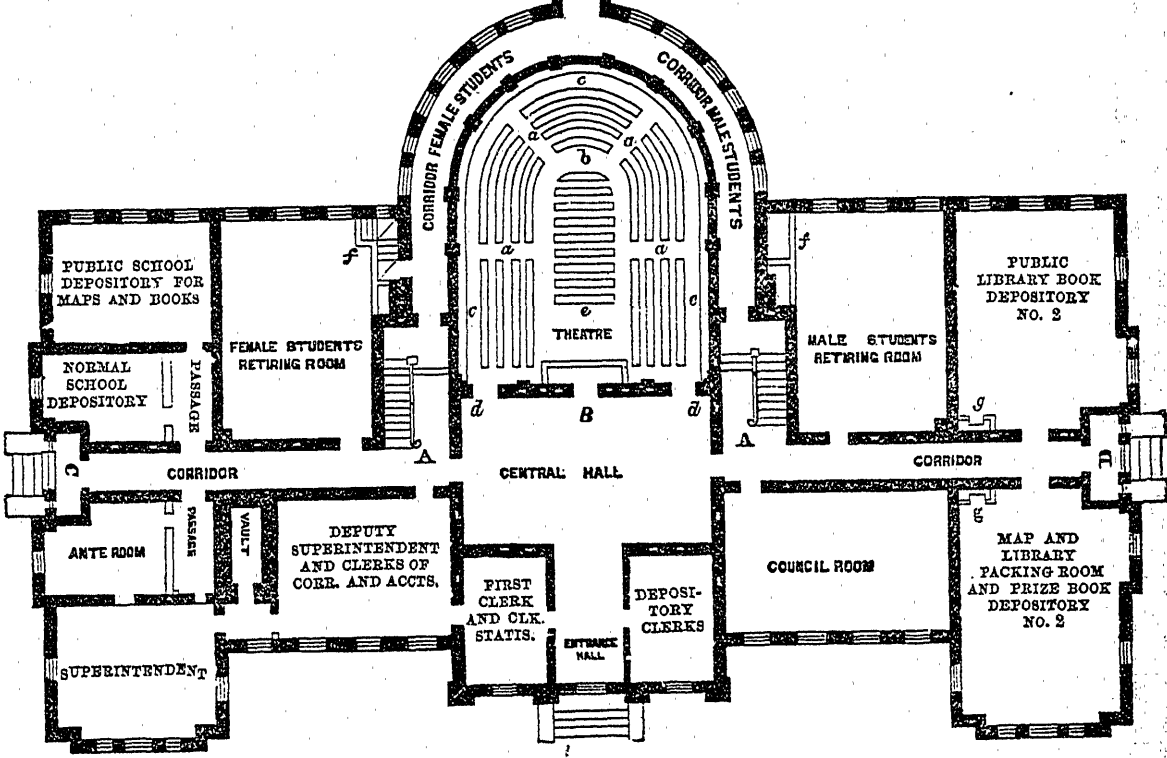 CORRIDOR FEMALE STUDENTS
CORRIDOR MALE STUDENTS
c
a
a
b
a
a
c
c
e
THEATRE
f
f
PUBLIC SCHOOL
DEPOSITORY FOR
MAPS AND BOOKS
FEMALE STUDENTS
RETIRING ROOM
MALE STUDENTS
RETIRING ROOM
PUBLIC
LIBRARY BOOK
DEPOSITORY
NO. 2
NORMAL
SCHOOL
DEPOSITORY
PASSAGE
d
B
d
g
A
A
C
CORRIDOR
CENTRAL HALL
CORRIDOR
ANTE ROOM
PASSAGE
VAULT
DEPUTY
SUPERINTENDENT
AND CLERKS OF
CORR. AND ACCTS.
FIRST
CLERK
AND CLK.
STATIS.
ENTRANCE
HALL
DEPOSI-
TORY
CLERKS
COUNCIL ROOM
MAP AND
LIBRARY
PACKING ROOM
AND PRIZE BOOK
DEPOSITORY
NO. 2
SUPERINTENDENT